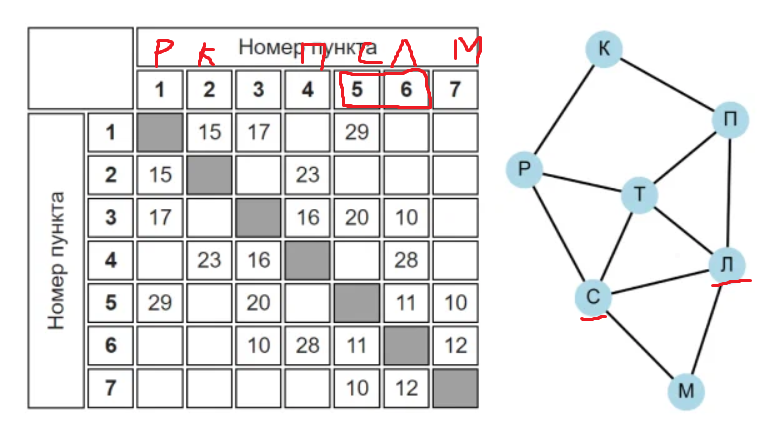 Р К П С Л М
Номер пункта
1 2 3 4 5 6 7
Номер пункта
1 15 17 29
2 15 23
3 17 16 20 10
4 23 16 28
5 29 20 11 10
6 10 28 11 12
7 10 12
К
П
Р
Т
Л
С
М